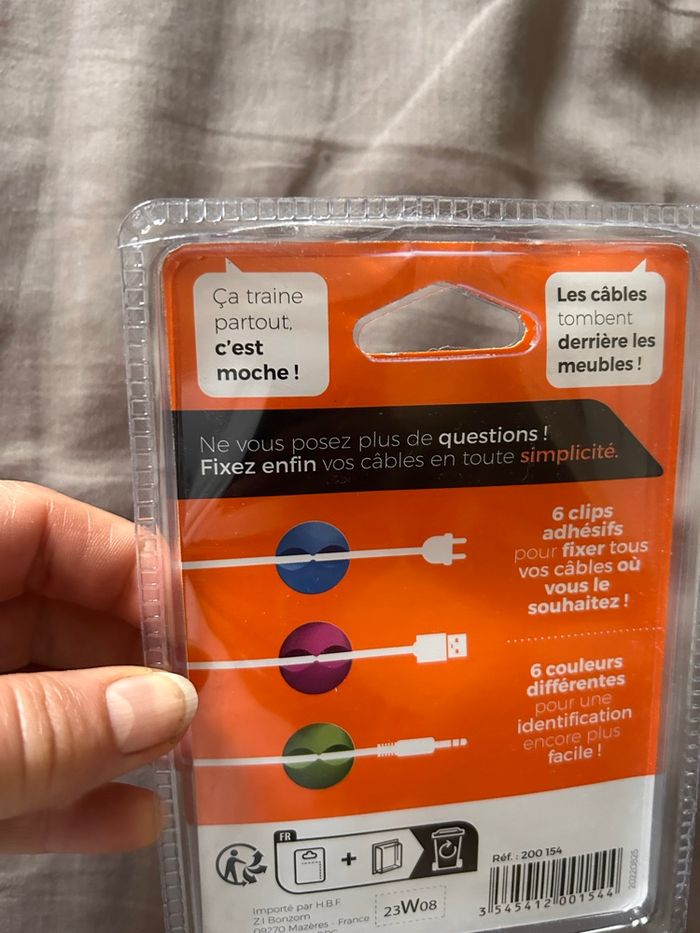 Ça traine
partout,
c'est
moche !
Les câbles
tombent
derrière les
meubles !
Ne vous posez plus de questions !
Fixez enfin vos câbles en toute simplicité.
6 clips
adhésifs
pour fixer tous
vos câbles où
vous le
souhaitez !
6 couleurs
différentes
pour une
identification
encore plus
facile !
FR
+
Réf. : 200 154
20220825
3 545412 001544
Importé par H.B.F.
Z.I Bonzom
09270 Mazères - France
23W08